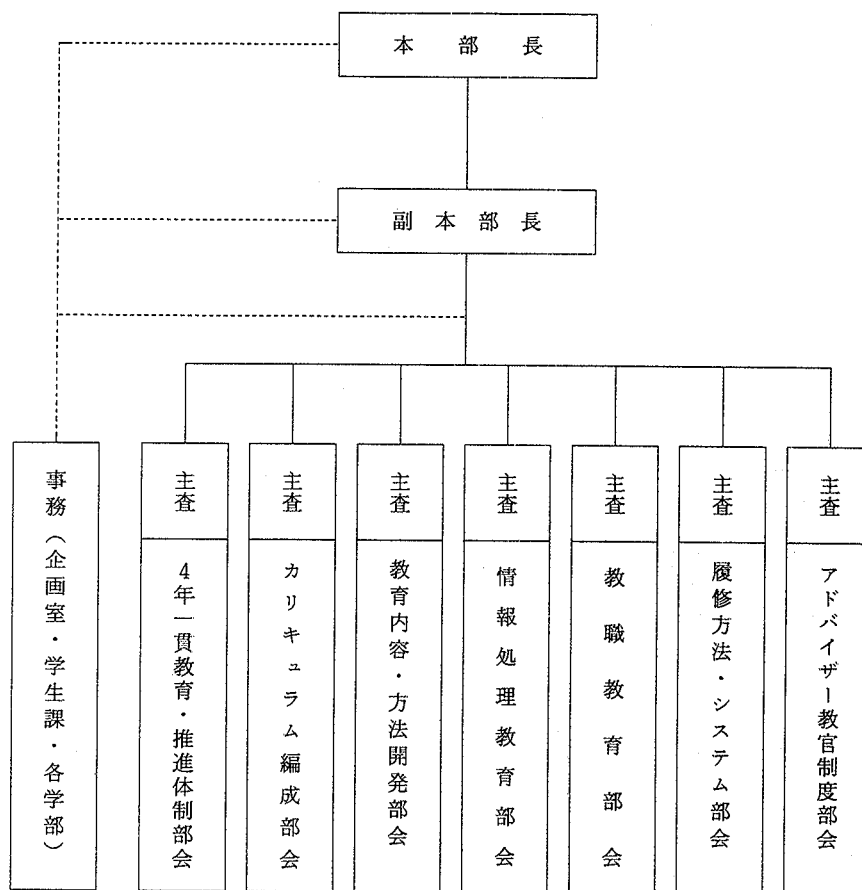 本部長
副本部長
事務(企画室・学生課・各学部)
主査
4年一貫教育・推進体制部会
主査
カリキュラム編成部会
主査
教育内容・方法開発部会
主査
情報処理教育部会
主査
教職教育部会
主査
履修方法・システム部会
主査
アドバイザー教官制度部会